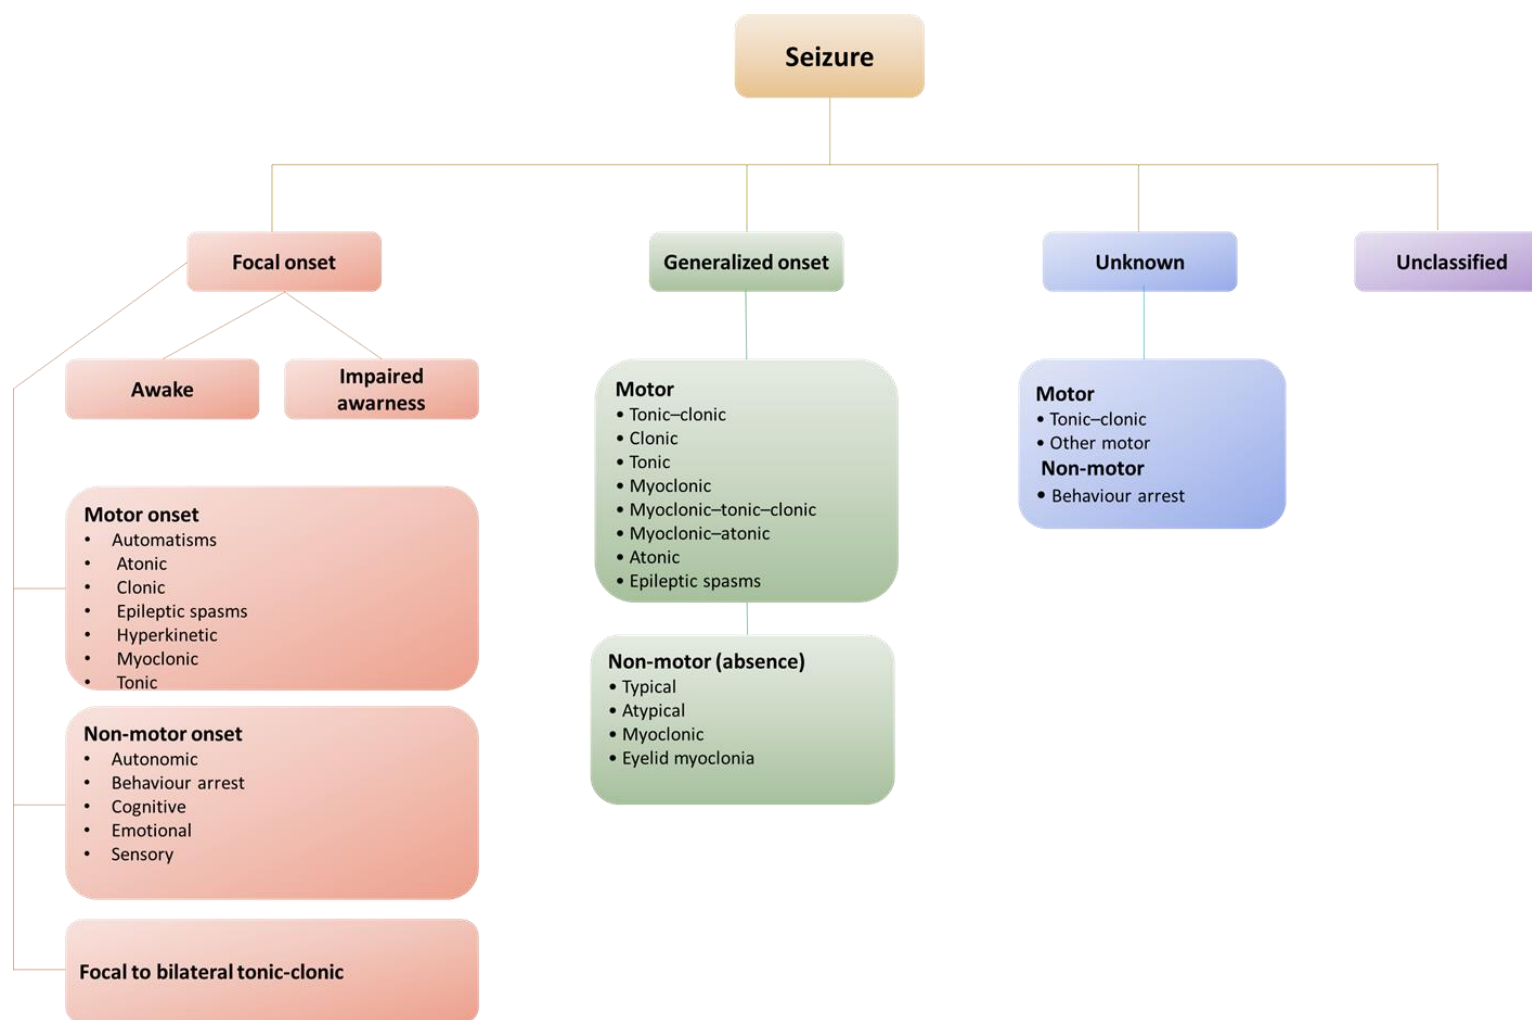 Seizure
Focal onset
Generalized onset
Unknown
Unclassified
Awake
Impaired
awarness
Motor onset
• Automatisms
• Atonic
• Clonic
• Epileptic spasms
• Hyperkinetic
• Myoclonic
• Tonic
Non-motor onset
• Autonomic
• Behaviour arrest
• Cognitive
• Emotional
• Sensory
Focal to bilateral tonic-clonic
Motor
• Tonic–clonic
• Clonic
• Tonic
• Myoclonic
• Myoclonic–tonic–clonic
• Myoclonic–atonic
• Atonic
• Epileptic spasms
Non-motor (absence)
• Typical
• Atypical
• Myoclonic
• Eyelid myoclonia
Motor
• Tonic–clonic
• Other motor
Non-motor
• Behaviour arrest